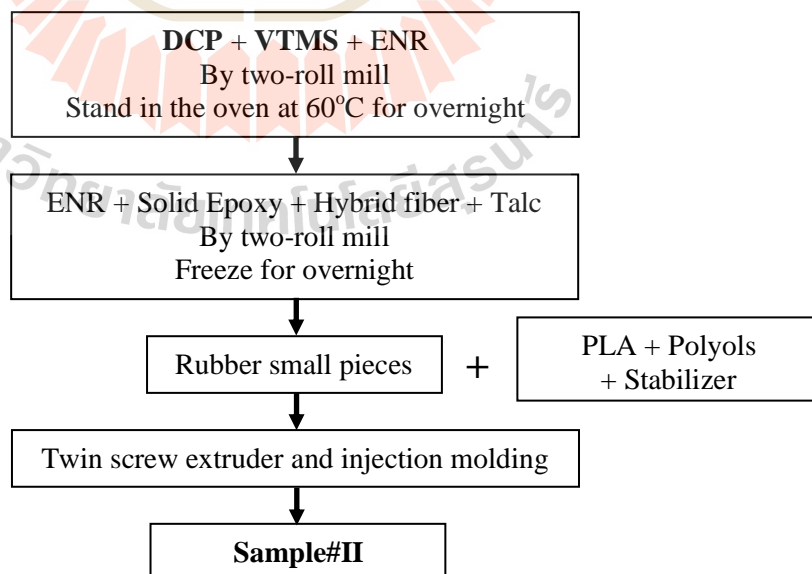 DCP + VTMS + ENR
By two-roll mill
Stand in the oven at 60°C for overnight
ENR + Solid Epoxy + Hybrid fiber + Talc
By two-roll mill
Freeze for overnight
Rubber small pieces
+
PLA + Polyols
+ Stabilizer
Twin screw extruder and injection molding
Sample#II